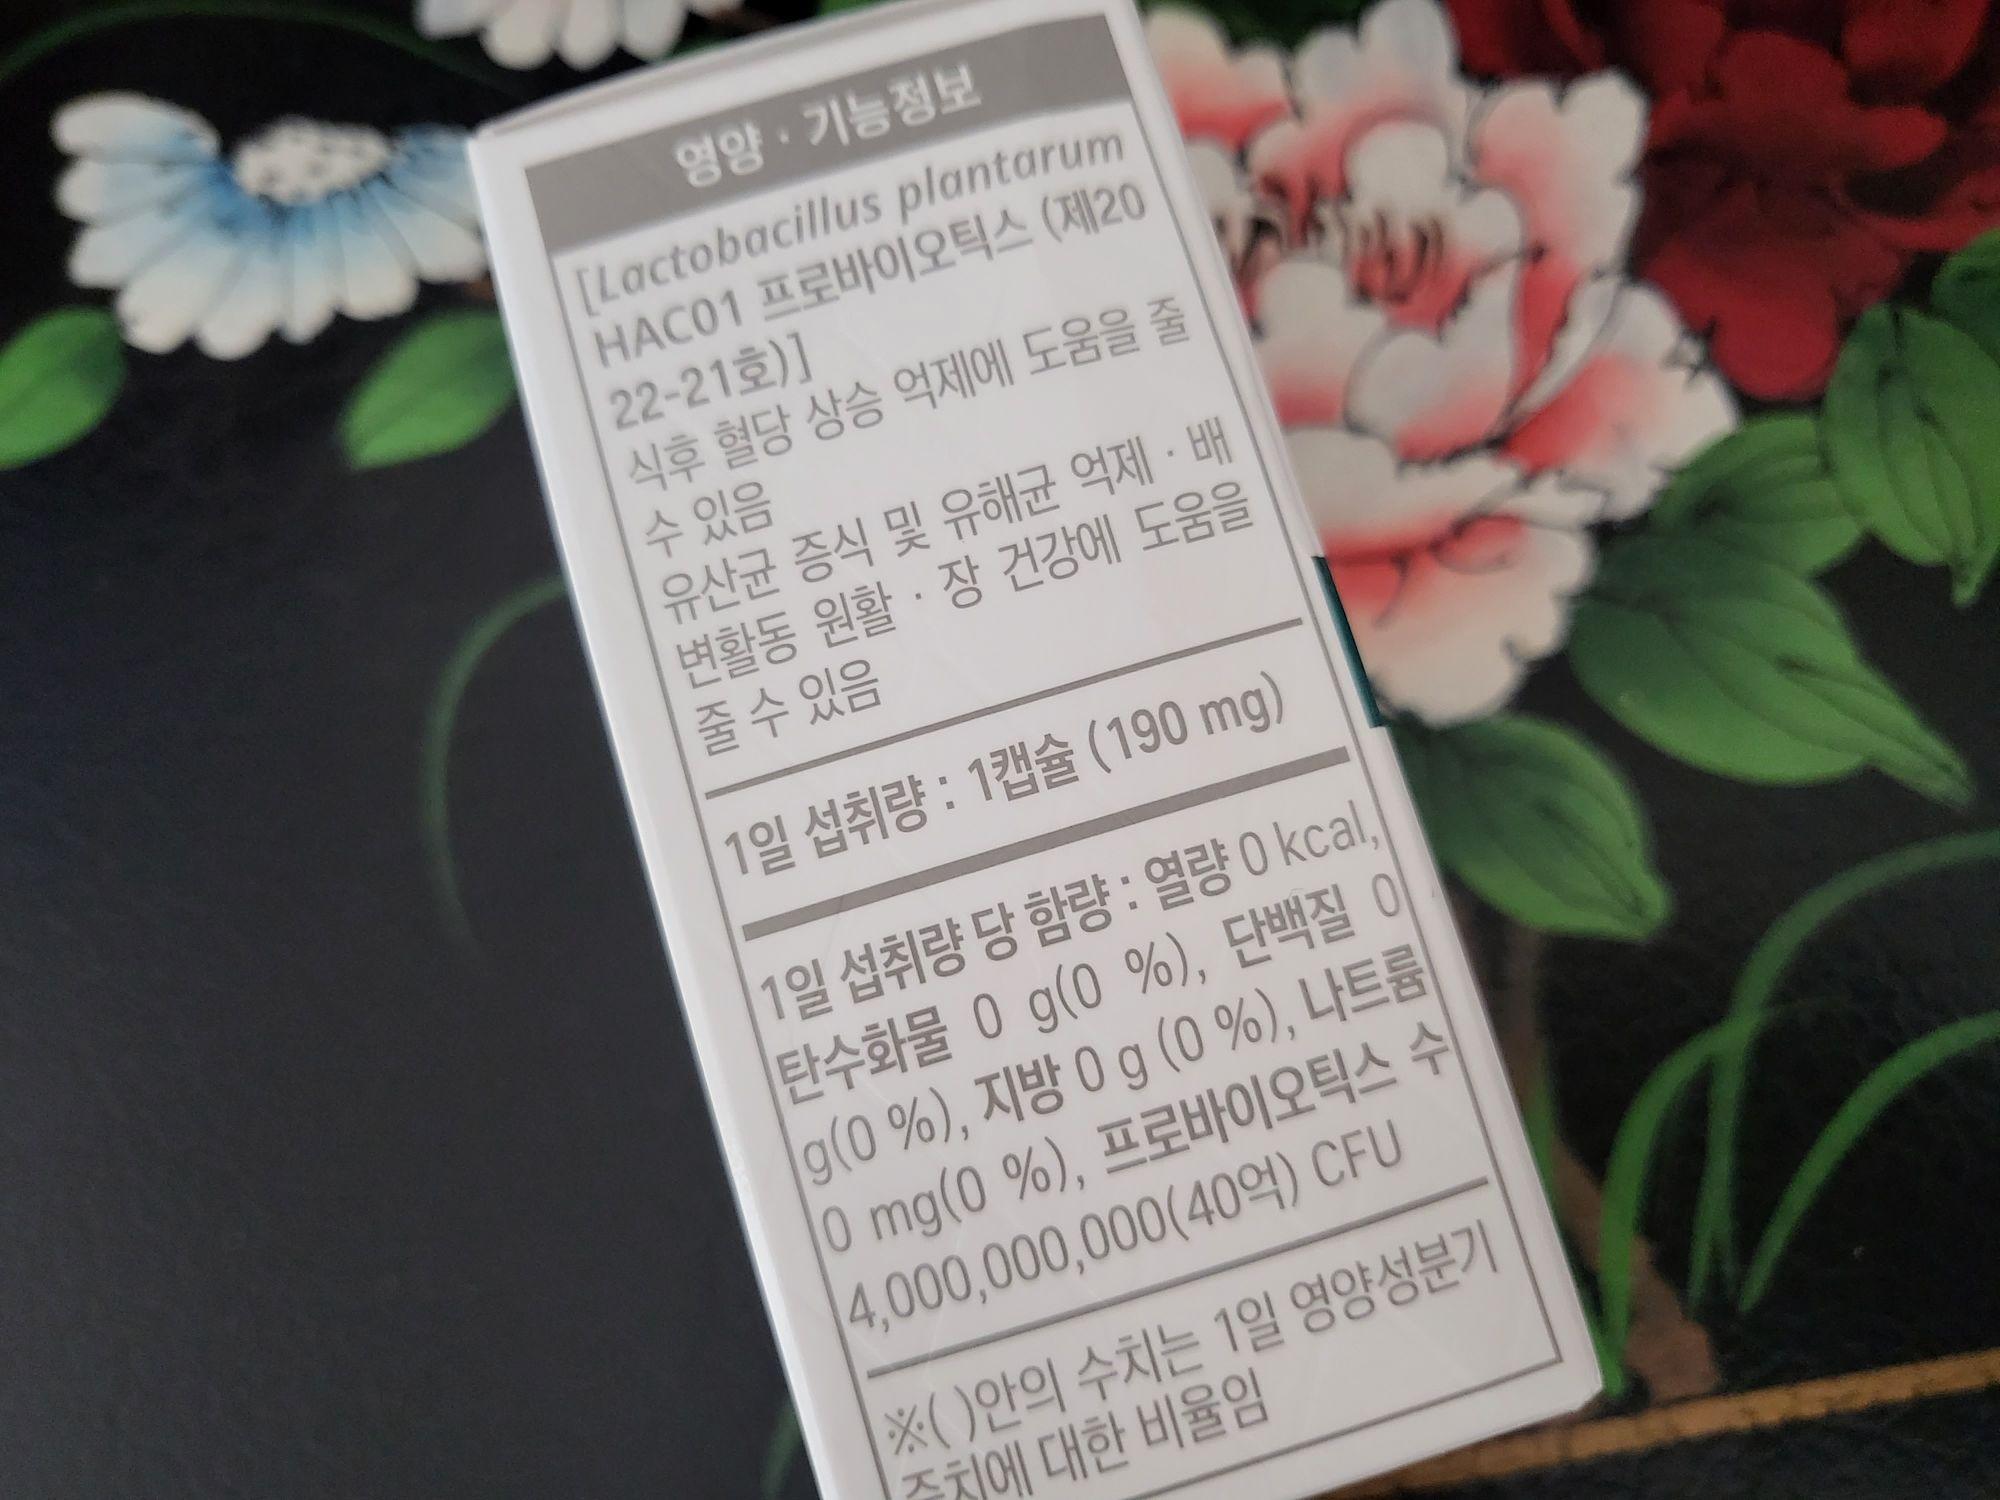 영양 · 기능정보
[Lactobacillus plantarum
HAC01 프로바이오틱스 (제20
22-21호)]
식후 혈당 상승 억제에 도움을 줄
수 있음
유산균 증식 및 유해균 억제 · 배
변활동 원활 · 장 건강에 도움을
줄 수 있음
1일 섭취량 : 1캡슐 (190 mg)
1일 섭취량 당 함량 : 열량 0 kcal,
탄수화물 0 g(0 %), 단백질 0
g(0 %), 지방 0 g (0 %), 나트륨
0 mg(0 %), 프로바이오틱스 수
4,000,000,000(40억) CFU
※( )안의 수치는 1일 영양성분기
준치에 대한 비율임